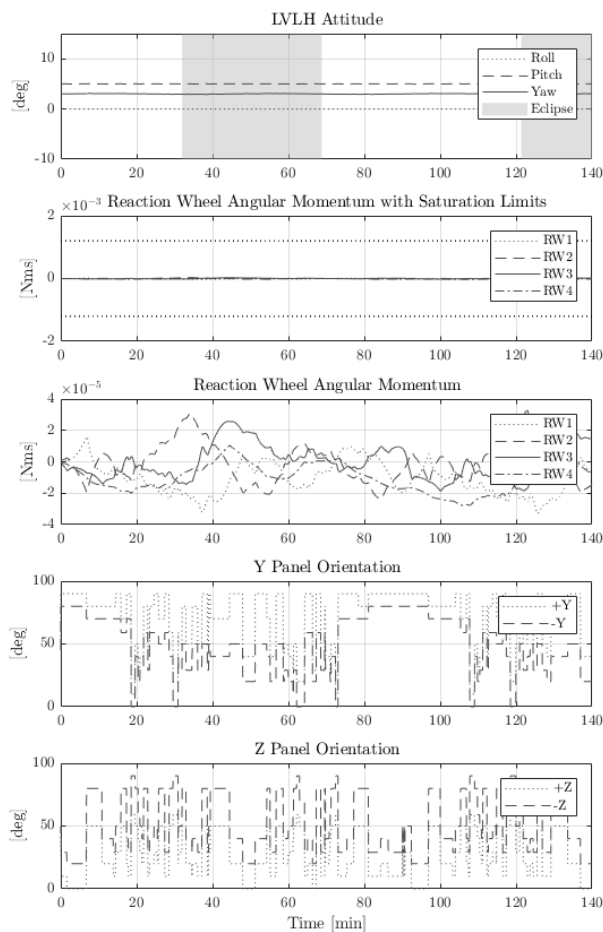 LVLH Attitude
10
0
-10
[deg]
Roll
Pitch
Yaw
Eclipse
0 20 40 60 80 100 120 140
×10⁻³ Reaction Wheel Angular Momentum with Saturation Limits
2
0
-2
[Nms]
RW1
RW2
RW3
RW4
0 20 40 60 80 100 120 140
×10⁻⁵ Reaction Wheel Angular Momentum
4
2
0
-2
-4
[Nms]
RW1
RW2
RW3
RW4
0 20 40 60 80 100 120 140
Y Panel Orientation
100
50
0
[deg]
+Y
-Y
0 20 40 60 80 100 120 140
Z Panel Orientation
100
50
0
[deg]
+Z
-Z
0 20 40 60 80 100 120 140
Time [min]